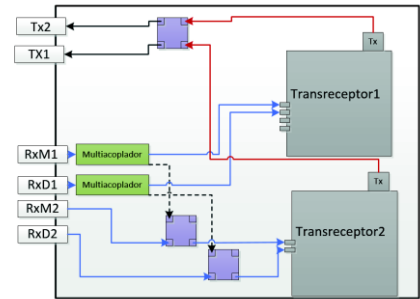 Tx2
TX1
Tx
Transreceptor1
RxM1
Multiacoplador
RxD1
Multiacoplador
Tx
RxM2
RxD2
Transreceptor2